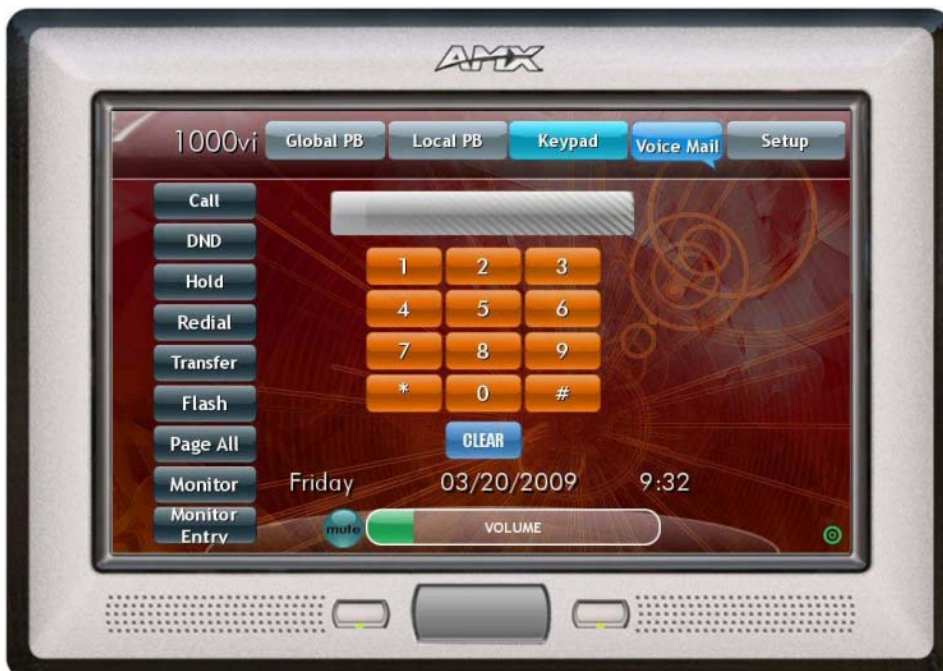 AMX
1000vi Global PB Local PB Keypad Voice Mail Setup
Call
DND
Hold
Redial
Transfer
Flash
Page All
Monitor
Monitor
Entry
1 2 3
4 5 6
7 8 9
* 0 #
CLEAR
Friday 03/20/2009 9:32
mute VOLUME